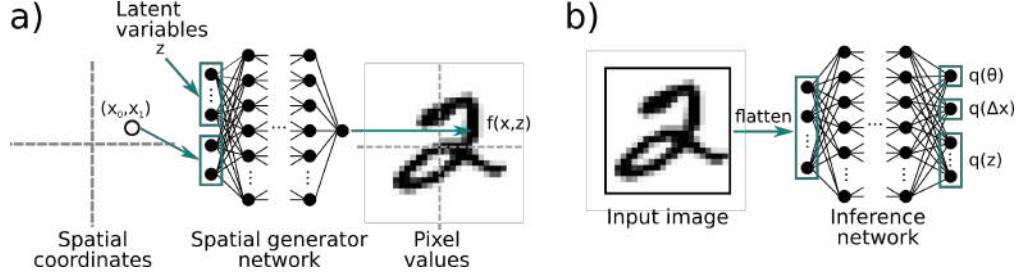 a)
Latent
variables
z
(x₀,x₁)
f(x,z)
Spatial
coordinates
Spatial generator
network
Pixel
values
b)
flatten
q(θ)
q(Δx)
q(z)
Input image
Inference
network